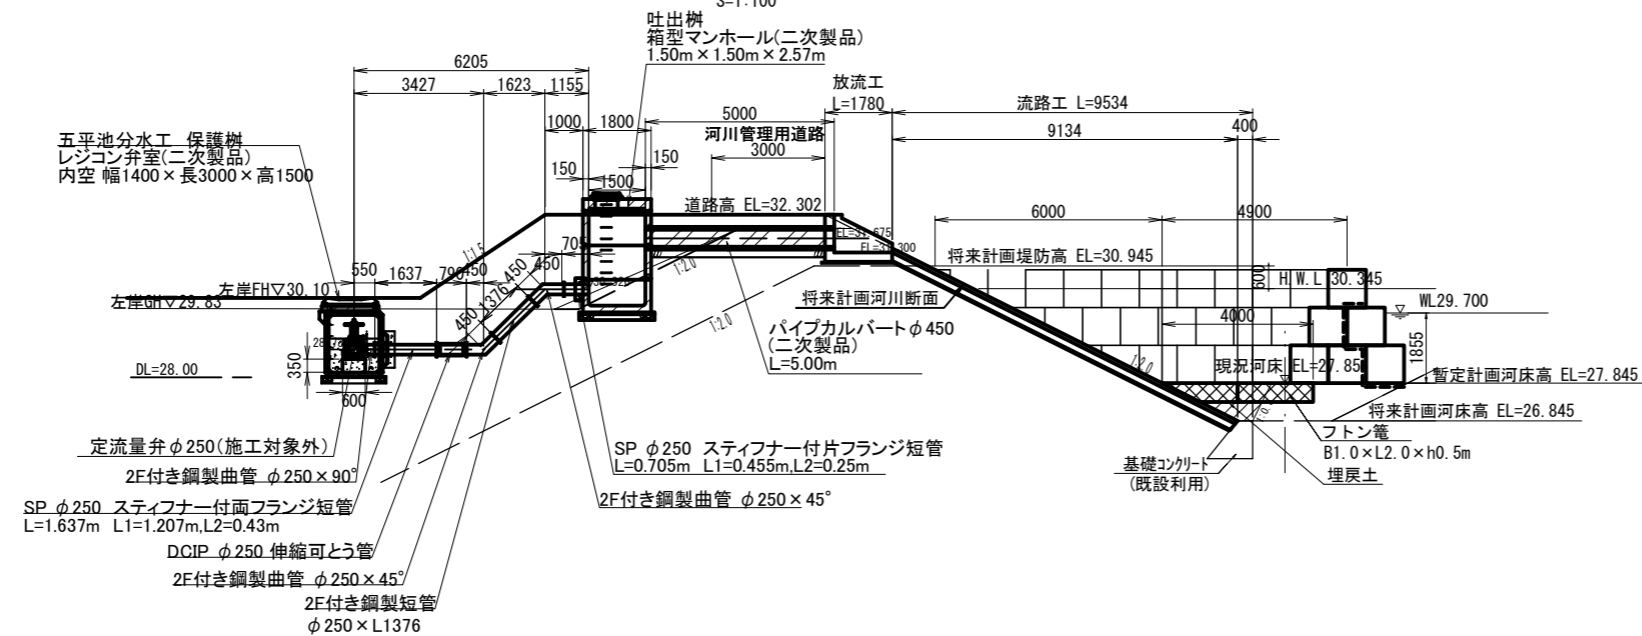 S=1:100
吐出桝
箱型マンホール(二次製品)
1.50m×1.50m×2.57m
6205
3427
1623
1155
放流工
L=1780
流路工 L=9534
5000
9134
400
1000
1800
河川管理用道路
3000
150
150
1500
五平池分水工 保護桝
レジコン弁室(二次製品)
内空 幅1400×長3000×高1500
道路高 EL=32.302
6000
4900
1:1.5
705
450
1:2.0
将来計画堤防高 EL=30.945
600
H.W.L 30.345
WL29.700
550
1637
790
450
450
1376
450
左岸FH▽30.10
左岸GH▽29.83
将来計画河川断面
1:2.0
4000
1855
パイプカルバートφ450
(二次製品)
L=5.00m
1:2.0
現況河床 EL=27.85
暫定計画河床高 EL=27.845
DL=28.00
350
600
将来計画河床高 EL=26.845
フトン篭
B1.0×L2.0×h0.5m
埋戻土
基礎コンクリート
(既設利用)
定流量弁φ250(施工対象外)
SP φ250 スティフナー付片フランジ短管
L=0.705m L1=0.455m,L2=0.25m
2F付き鋼製曲管 φ250×90°
2F付き鋼製曲管 φ250×45°
SP φ250 スティフナー付両フランジ短管
L=1.637m L1=1.207m,L2=0.43m
DCIP φ250 伸縮可とう管
2F付き鋼製曲管 φ250×45°
2F付き鋼製短管
φ250×L1376